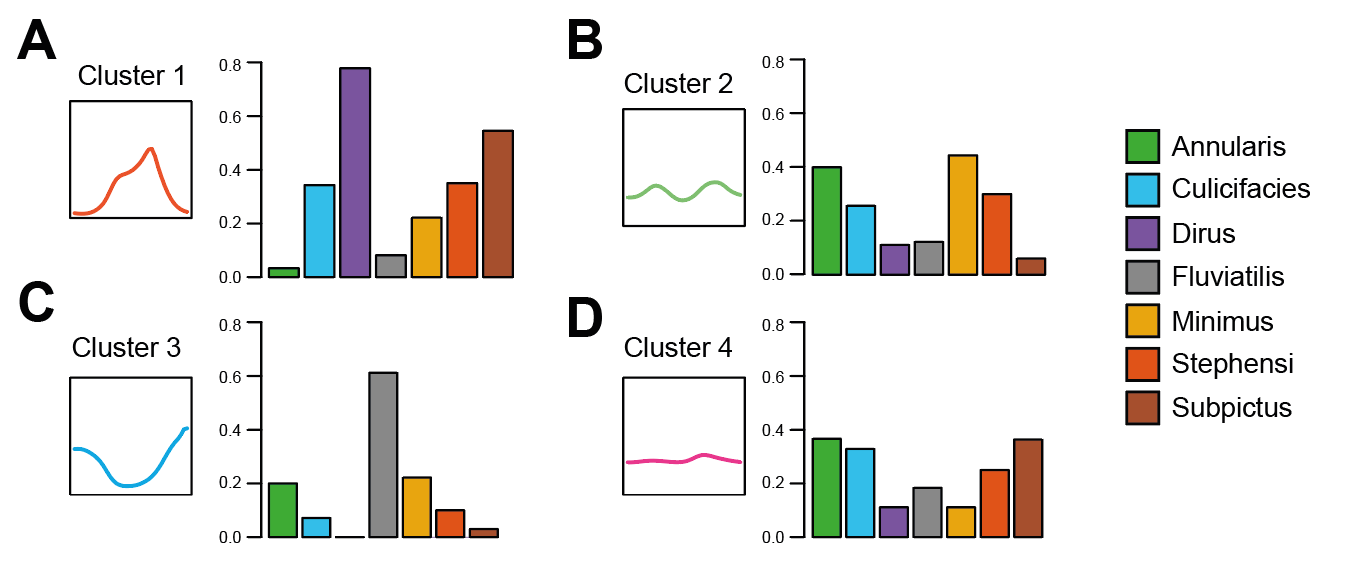 A
Cluster 1
0.8
0.6
0.4
0.2
0.0
B
Cluster 2
0.8
0.6
0.4
0.2
0.0
C
Cluster 3
0.8
0.6
0.4
0.2
0.0
D
Cluster 4
0.8
0.6
0.4
0.2
0.0
Annularis
Culicifacies
Dirus
Fluviatilis
Minimus
Stephensi
Subpictus